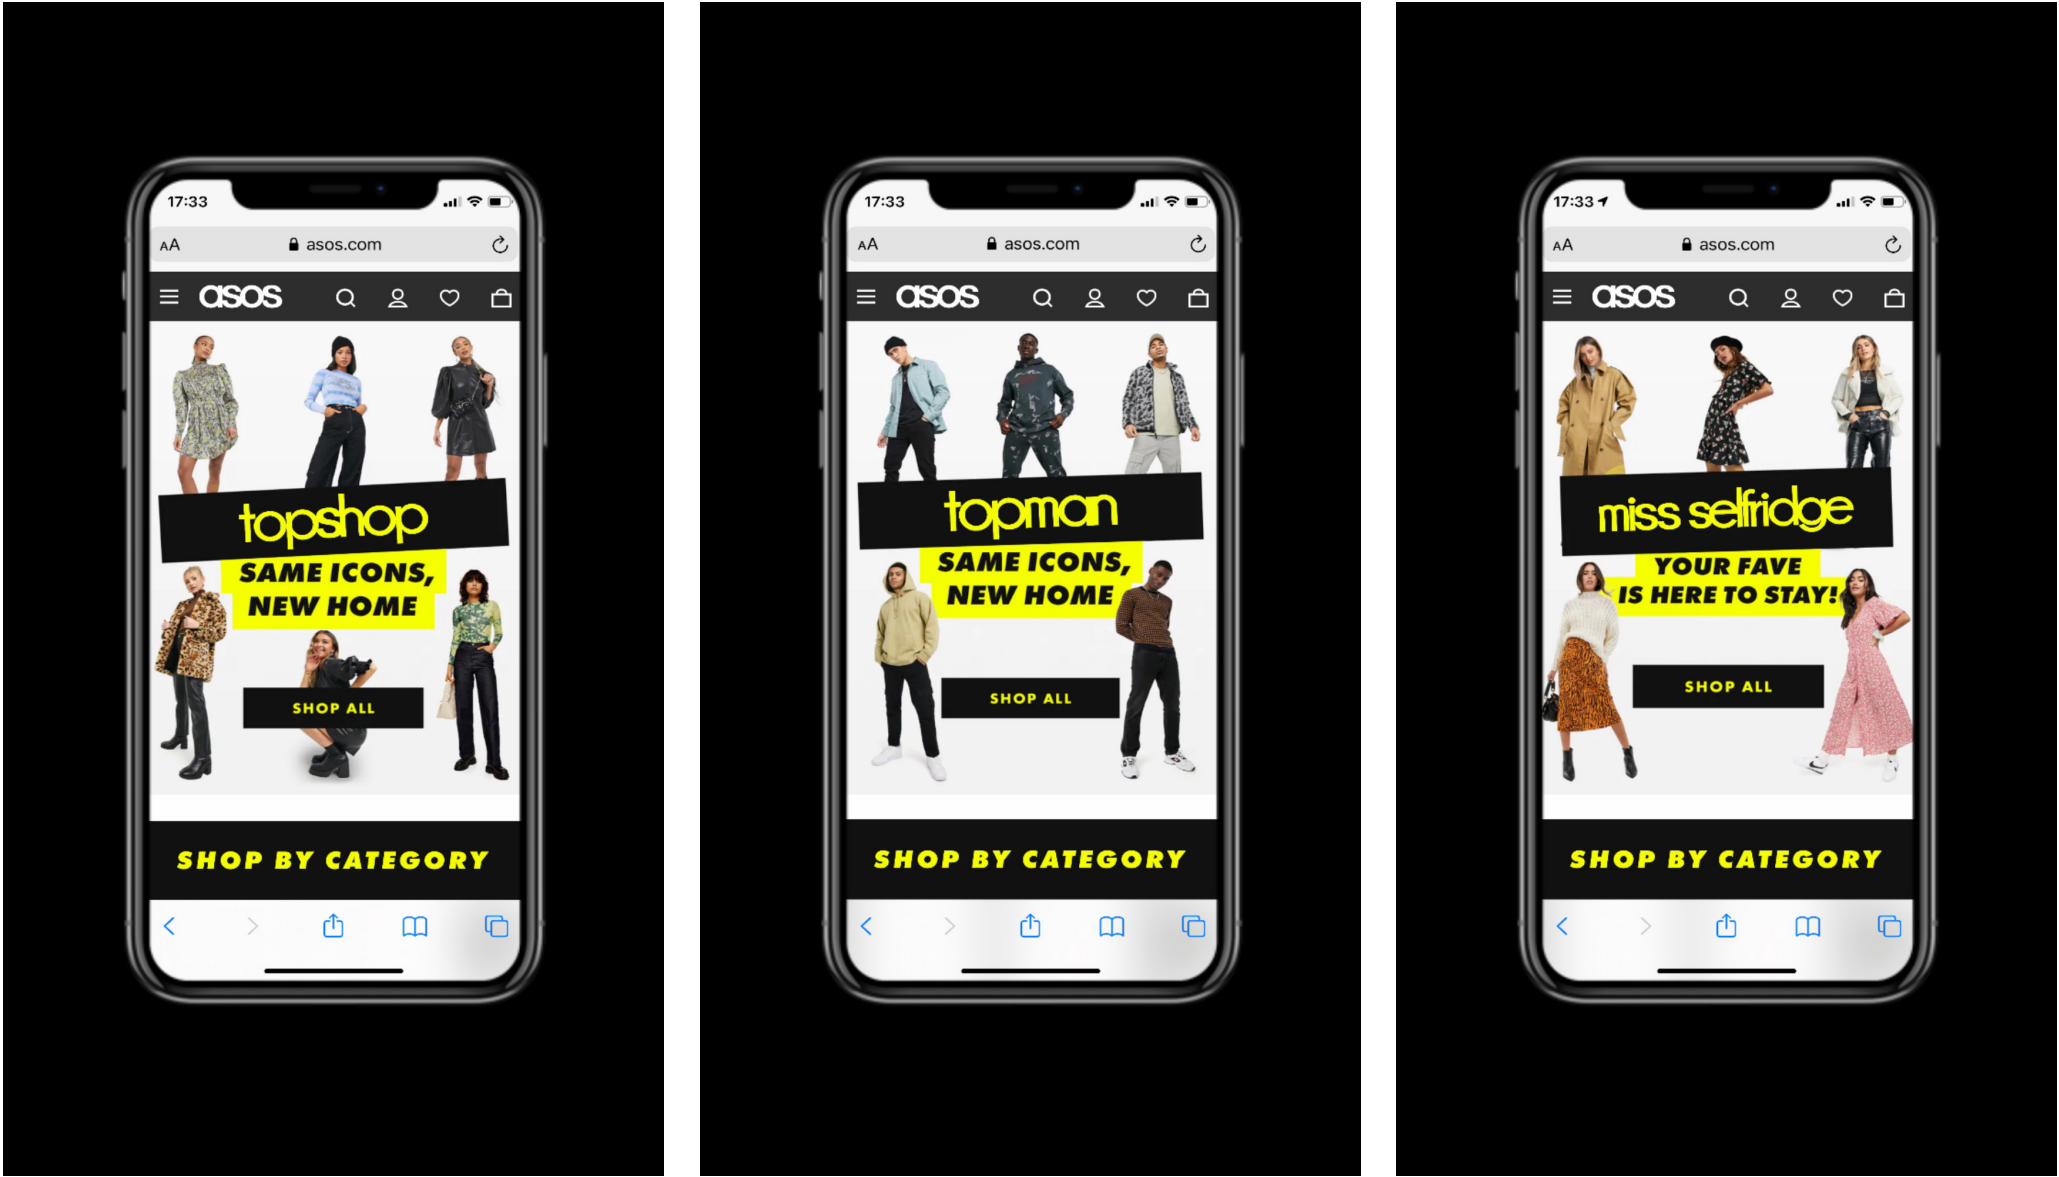 17:33
AA
asos.com
asos
topshop
SAME ICONS,
NEW HOME
SHOP ALL
SHOP BY CATEGORY
17:33
AA
asos.com
asos
topman
SAME ICONS,
NEW HOME
SHOP ALL
SHOP BY CATEGORY
17:33
AA
asos.com
asos
miss selfridge
YOUR FAVE
IS HERE TO STAY!
SHOP ALL
SHOP BY CATEGORY